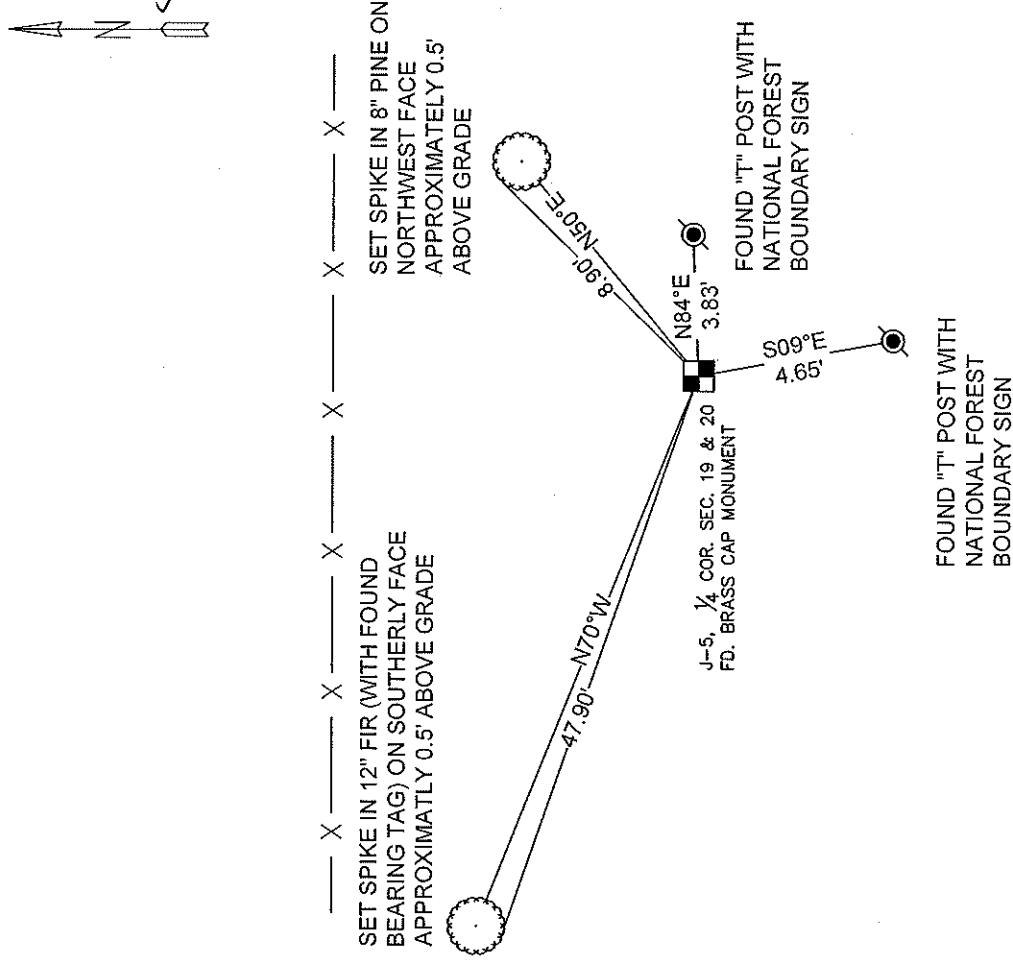 N
SET SPIKE IN 8" PINE ON
NORTHWEST FACE
APPROXIMATELY 0.5'
ABOVE GRADE
SET SPIKE IN 12" FIR (WITH FOUND
BEARING TAG) ON SOUTHERLY FACE
APPROXIMATLY 0.5' ABOVE GRADE
N50°E
8.90'
N84°E
3.83'
FOUND "T" POST WITH
NATIONAL FOREST
BOUNDARY SIGN
N70°W
47.90'
J-5, 1/4 COR. SEC. 19 & 20
FD. BRASS CAP MONUMENT
S09°E
4.65'
FOUND "T" POST WITH
NATIONAL FOREST
BOUNDARY SIGN